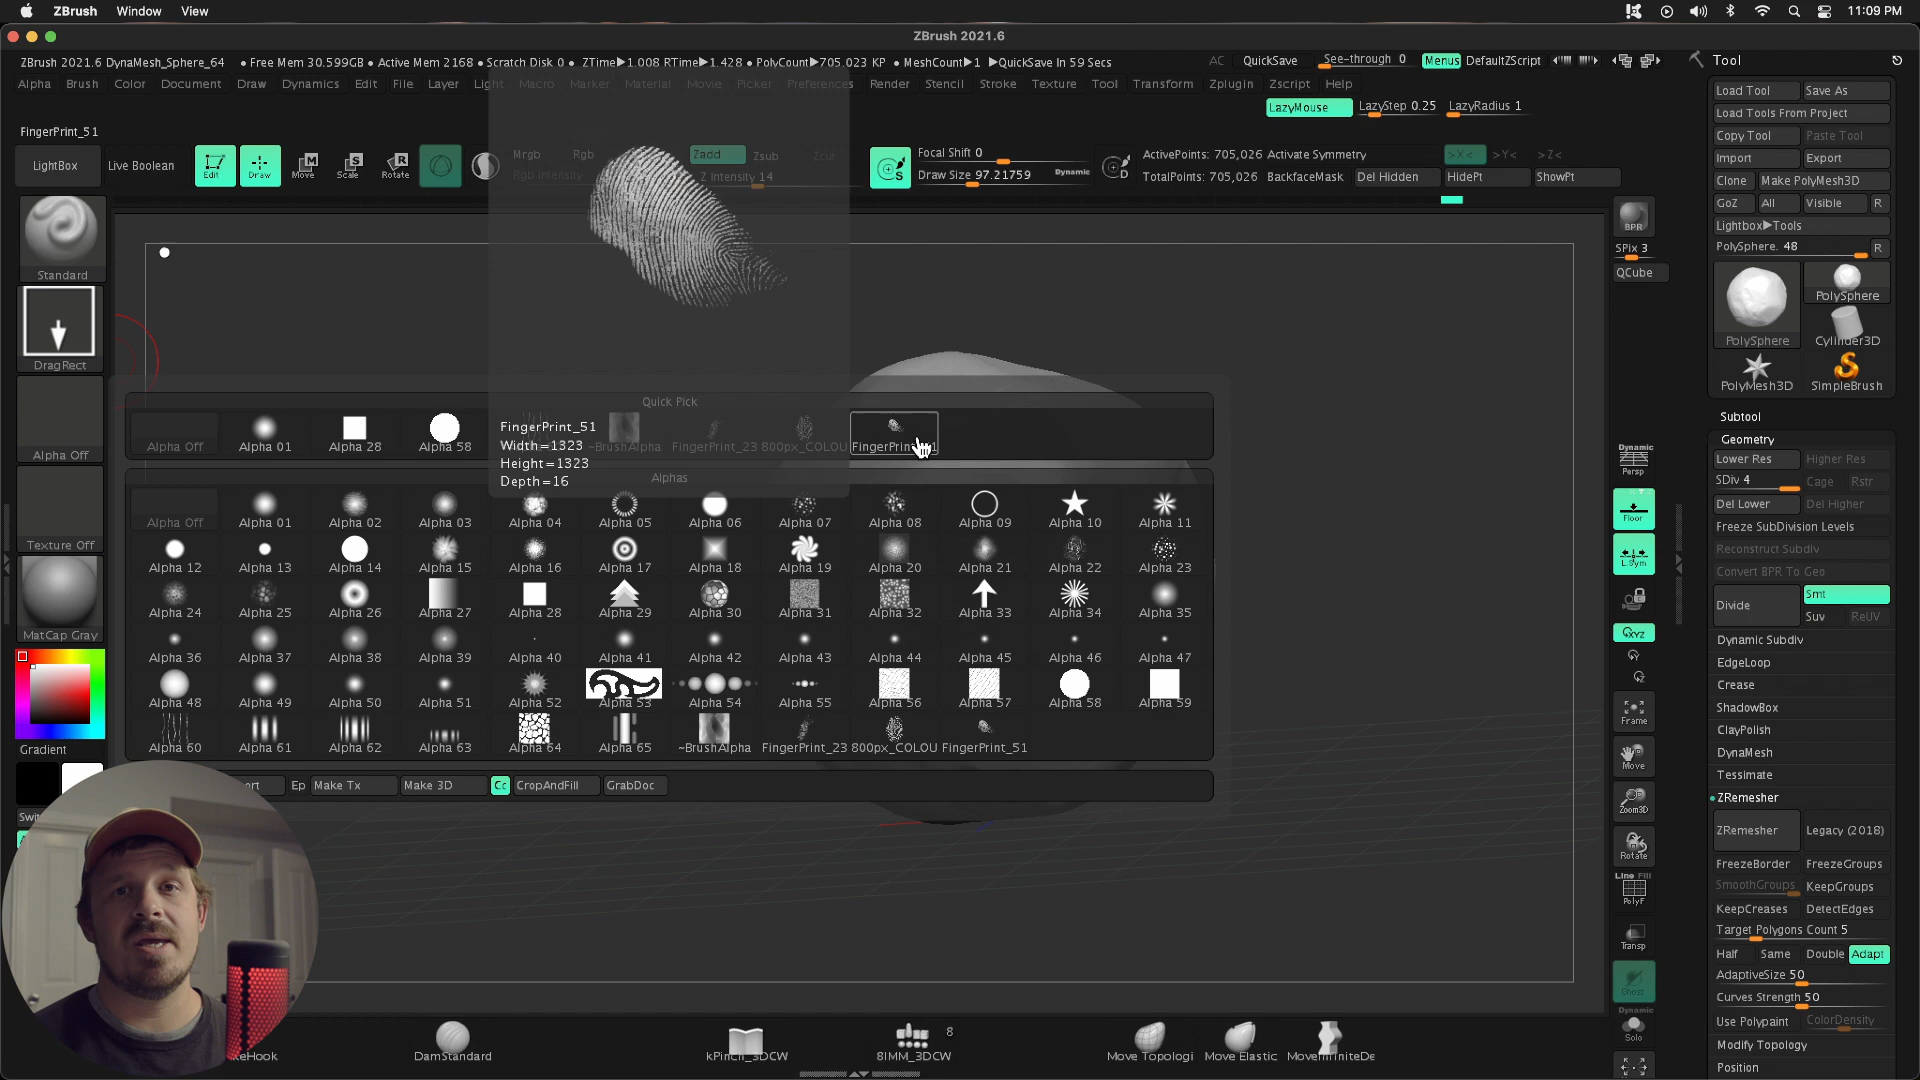 ZBrush Window View 11:09 PM
ZBrush 2021.6
ZBrush 2021.6 DynaMesh_Sphere_64 • Free Mem 30.599GB • Active Mem 2168 • Scratch Disk 0 • ZTime▶1.008 RTime▶1.428 • PolyCount▶705.023 KP • MeshCount▶1 ▶QuickSave In 59 Secs AC QuickSave See-through 0 Menus DefaultZScript
Alpha Brush Color Document Draw Dynamics Edit File Layer Light Macro Marker Material Movie Picker Preferences Render Stencil Stroke Texture Tool Transform Zplugin Zscript Help
LazyMouse LazyStep 0.25 LazyRadius 1
FingerPrint_51
LightBox Live Boolean Edit Draw Move Scale Rotate
Mrgb Rgb Zadd Zsub Zcut
Rgb Intensity Z Intensity 14
Focal Shift 0
Draw Size 97.21759 Dynamic
ActivePoints: 705,026 Activate Symmetry >X< >Y< >Z<
TotalPoints: 705,026 BackfaceMask Del Hidden HidePt ShowPt
Standard
DragRect
Alpha Off
Texture Off
MatCap Gray
Gradient
Quick Pick
Alpha Off Alpha 01 Alpha 28 Alpha 58 ~BrushAlpha FingerPrint_23 800px_COLOU FingerPrint
FingerPrint_51
Width=1323
Height=1323
Depth=16
Alphas
Alpha Off Alpha 01 Alpha 02 Alpha 03 Alpha 04 Alpha 05 Alpha 06 Alpha 07 Alpha 08 Alpha 09 Alpha 10 Alpha 11
Alpha 12 Alpha 13 Alpha 14 Alpha 15 Alpha 16 Alpha 17 Alpha 18 Alpha 19 Alpha 20 Alpha 21 Alpha 22 Alpha 23
Alpha 24 Alpha 25 Alpha 26 Alpha 27 Alpha 28 Alpha 29 Alpha 30 Alpha 31 Alpha 32 Alpha 33 Alpha 34 Alpha 35
Alpha 36 Alpha 37 Alpha 38 Alpha 39 Alpha 40 Alpha 41 Alpha 42 Alpha 43 Alpha 44 Alpha 45 Alpha 46 Alpha 47
Alpha 48 Alpha 49 Alpha 50 Alpha 51 Alpha 52 Alpha 53 Alpha 54 Alpha 55 Alpha 56 Alpha 57 Alpha 58 Alpha 59
Alpha 60 Alpha 61 Alpha 62 Alpha 63 Alpha 64 Alpha 65 ~BrushAlpha FingerPrint_23 800px_COLOU FingerPrint_51
ort Ep Make Tx Make 3D Cc CropAndFill GrabDoc
Swit
keHook DamStandard kPinch_3DCW 8IMM_3DCW 8 Move Topologi Move Elastic MoveInfiniteDe
BPR
SPix 3
QCube
Dynamic
Persp
Floor
L.Sym
XYZ
Frame
Move
Zoom3D
Rotate
Line Fill
PolyF
Transp
Ghost
Dynamic
Solo
Tool
Load Tool Save As
Load Tools From Project
Copy Tool Paste Tool
Import Export
Clone Make PolyMesh3D
GoZ All Visible R
Lightbox▶Tools
PolySphere. 48 R
PolySphere PolySphere
Cylinder3D
PolyMesh3D SimpleBrush
Subtool
Geometry
Lower Res Higher Res
SDiv 4 Cage Rstr
Del Lower Del Higher
Freeze SubDivision Levels
Reconstruct Subdiv
Convert BPR To Geo
Divide Smt
Suv ReUV
Dynamic Subdiv
EdgeLoop
Crease
ShadowBox
ClayPolish
DynaMesh
Tessimate
ZRemesher
ZRemesher Legacy (2018)
FreezeBorder FreezeGroups
SmoothGroups KeepGroups
KeepCreases DetectEdges
Target Polygons Count 5
Half Same Double Adapt
AdaptiveSize 50
Curves Strength 50
Use Polypaint ColorDensity
Modify Topology
Position